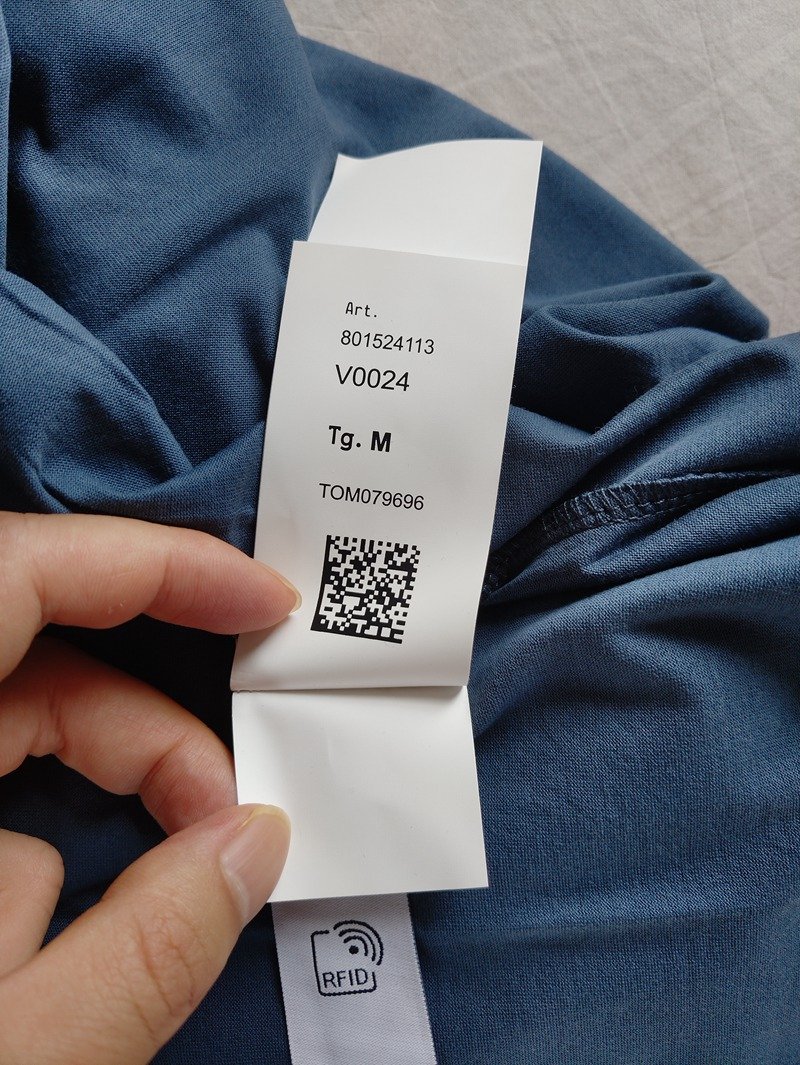 Art.
801524113
V0024
Tg. M
TOM079696
RFID